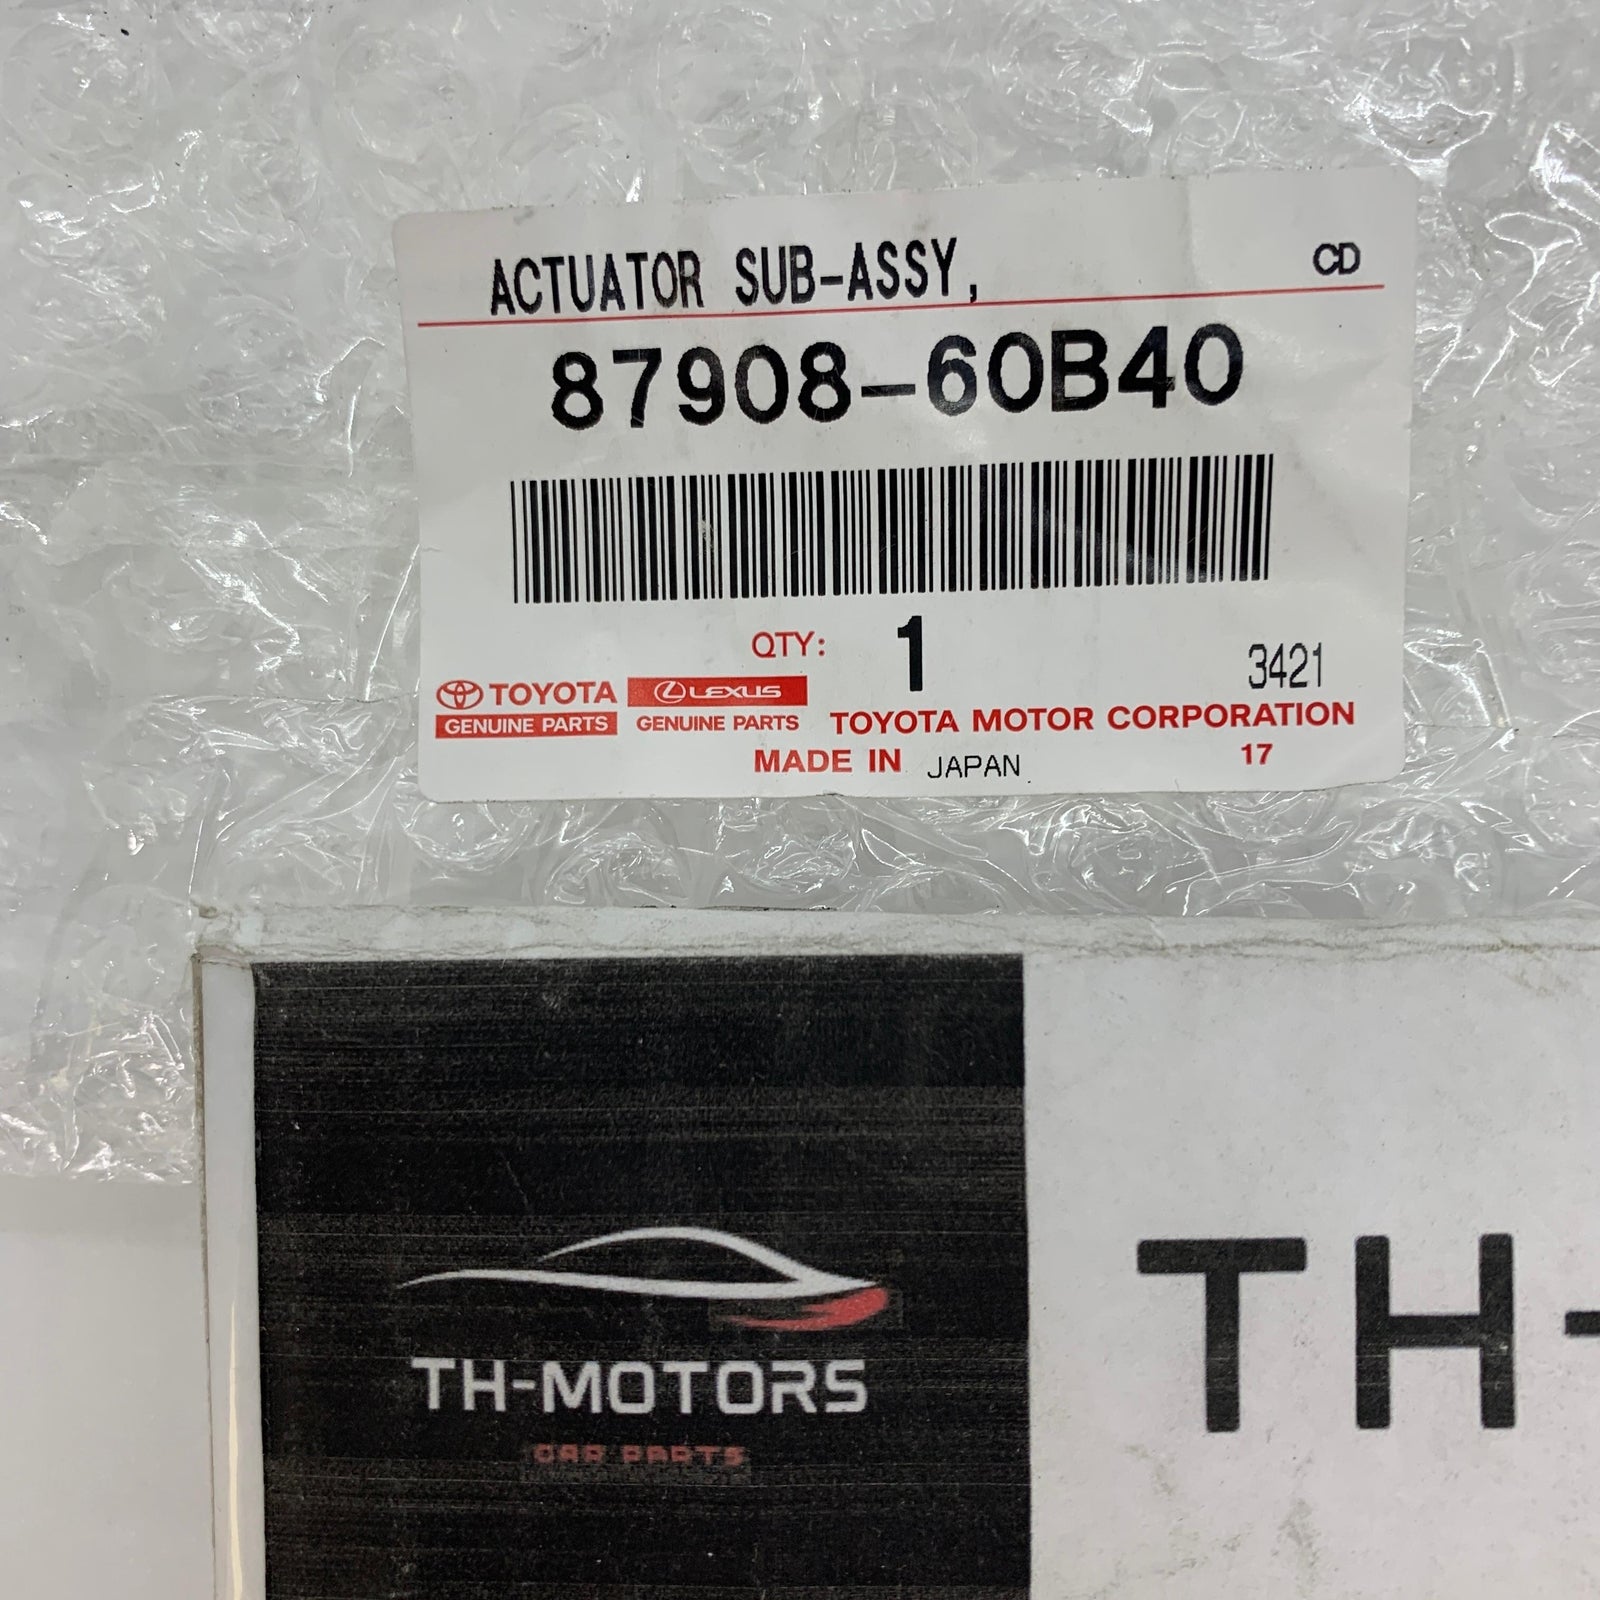 ACTUATOR SUB-ASSY,
CD
87908-60B40
QTY: 1
3421
TOYOTA
GENUINE PARTS
LEXUS
GENUINE PARTS
TOYOTA MOTOR CORPORATION
MADE IN JAPAN
17
TH-MOTORS
CAR PARTS
TH-